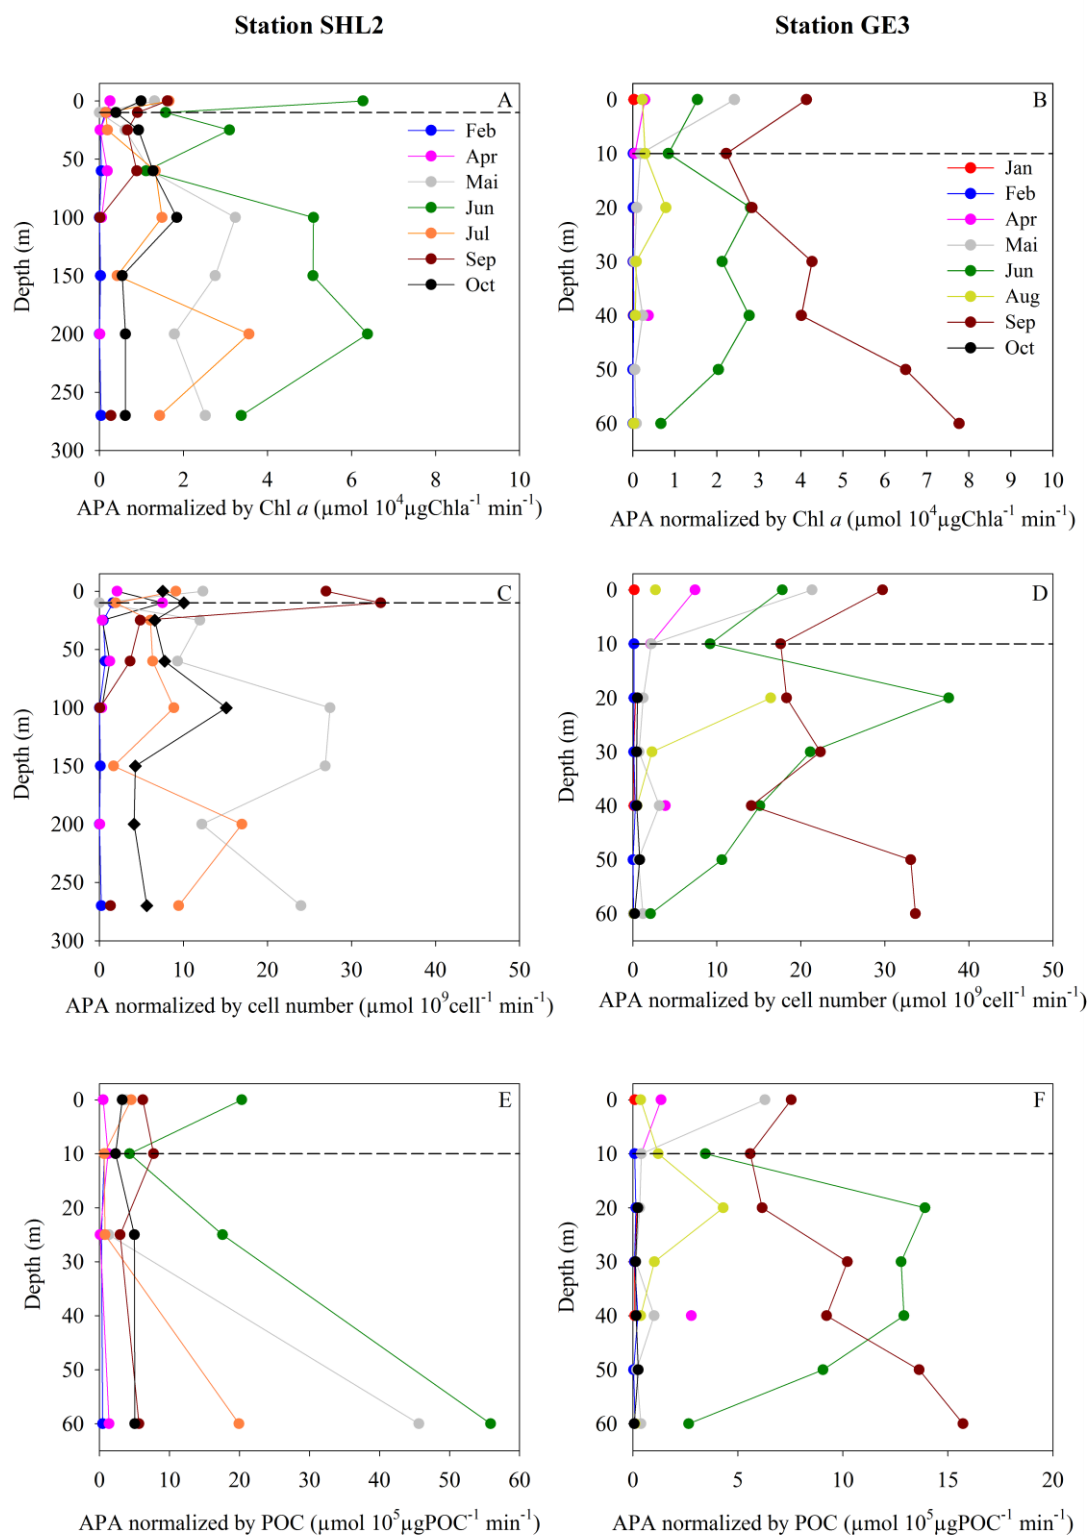 Station SHL2
Station GE3
A
0
50
100
150
200
250
300
Depth (m)
Feb
Apr
Mai
Jun
Jul
Sep
Oct
0 2 4 6 8 10
APA normalized by Chl a (µmol 10⁴µgChla⁻¹ min⁻¹)
B
0
10
20
30
40
50
60
Depth (m)
Jan
Feb
Apr
Mai
Jun
Aug
Sep
Oct
0 1 2 3 4 5 6 7 8 9 10
APA normalized by Chl a (µmol 10⁴µgChla⁻¹ min⁻¹)
C
0
50
100
150
200
250
300
Depth (m)
0 10 20 30 40 50
APA normalized by cell number (µmol 10⁹cell⁻¹ min⁻¹)
D
0
10
20
30
40
50
60
Depth (m)
0 10 20 30 40 50
APA normalized by cell number (µmol 10⁹cell⁻¹ min⁻¹)
E
0
10
20
30
40
50
60
Depth (m)
0 10 20 30 40 50 60
APA normalized by POC (µmol 10⁵µgPOC⁻¹ min⁻¹)
F
0
10
20
30
40
50
60
Depth (m)
0 5 10 15 20
APA normalized by POC (µmol 10⁵µgPOC⁻¹ min⁻¹)